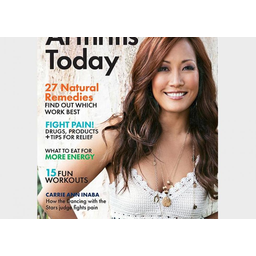 Arthritis
Today
27 Natural
Remedies
FIND OUT WHICH
WORK BEST
FIGHT PAIN!
DRUGS, PRODUCTS
+ TIPS FOR RELIEF
WHAT TO EAT FOR
MORE ENERGY
15 FUN
WORKOUTS
CARRIE ANN INABA
How the Dancing with the
Stars judge fights pain